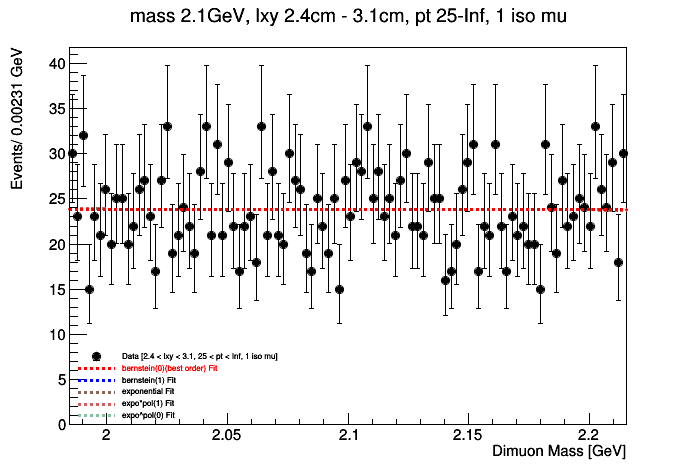 mass 2.1GeV, lxy 2.4cm - 3.1cm, pt 25-Inf, 1 iso mu
Events/ 0.00231 GeV
40
35
30
25
20
15
10
5
0
Data [2.4 < lxy < 3.1, 25 < pt < Inf, 1 iso mu]
bernstein(0)(best order) Fit
bernstein(1) Fit
exponential Fit
expo*pol(1) Fit
expo^pol(0) Fit
2 2.05 2.1 2.15 2.2
Dimuon Mass [GeV]